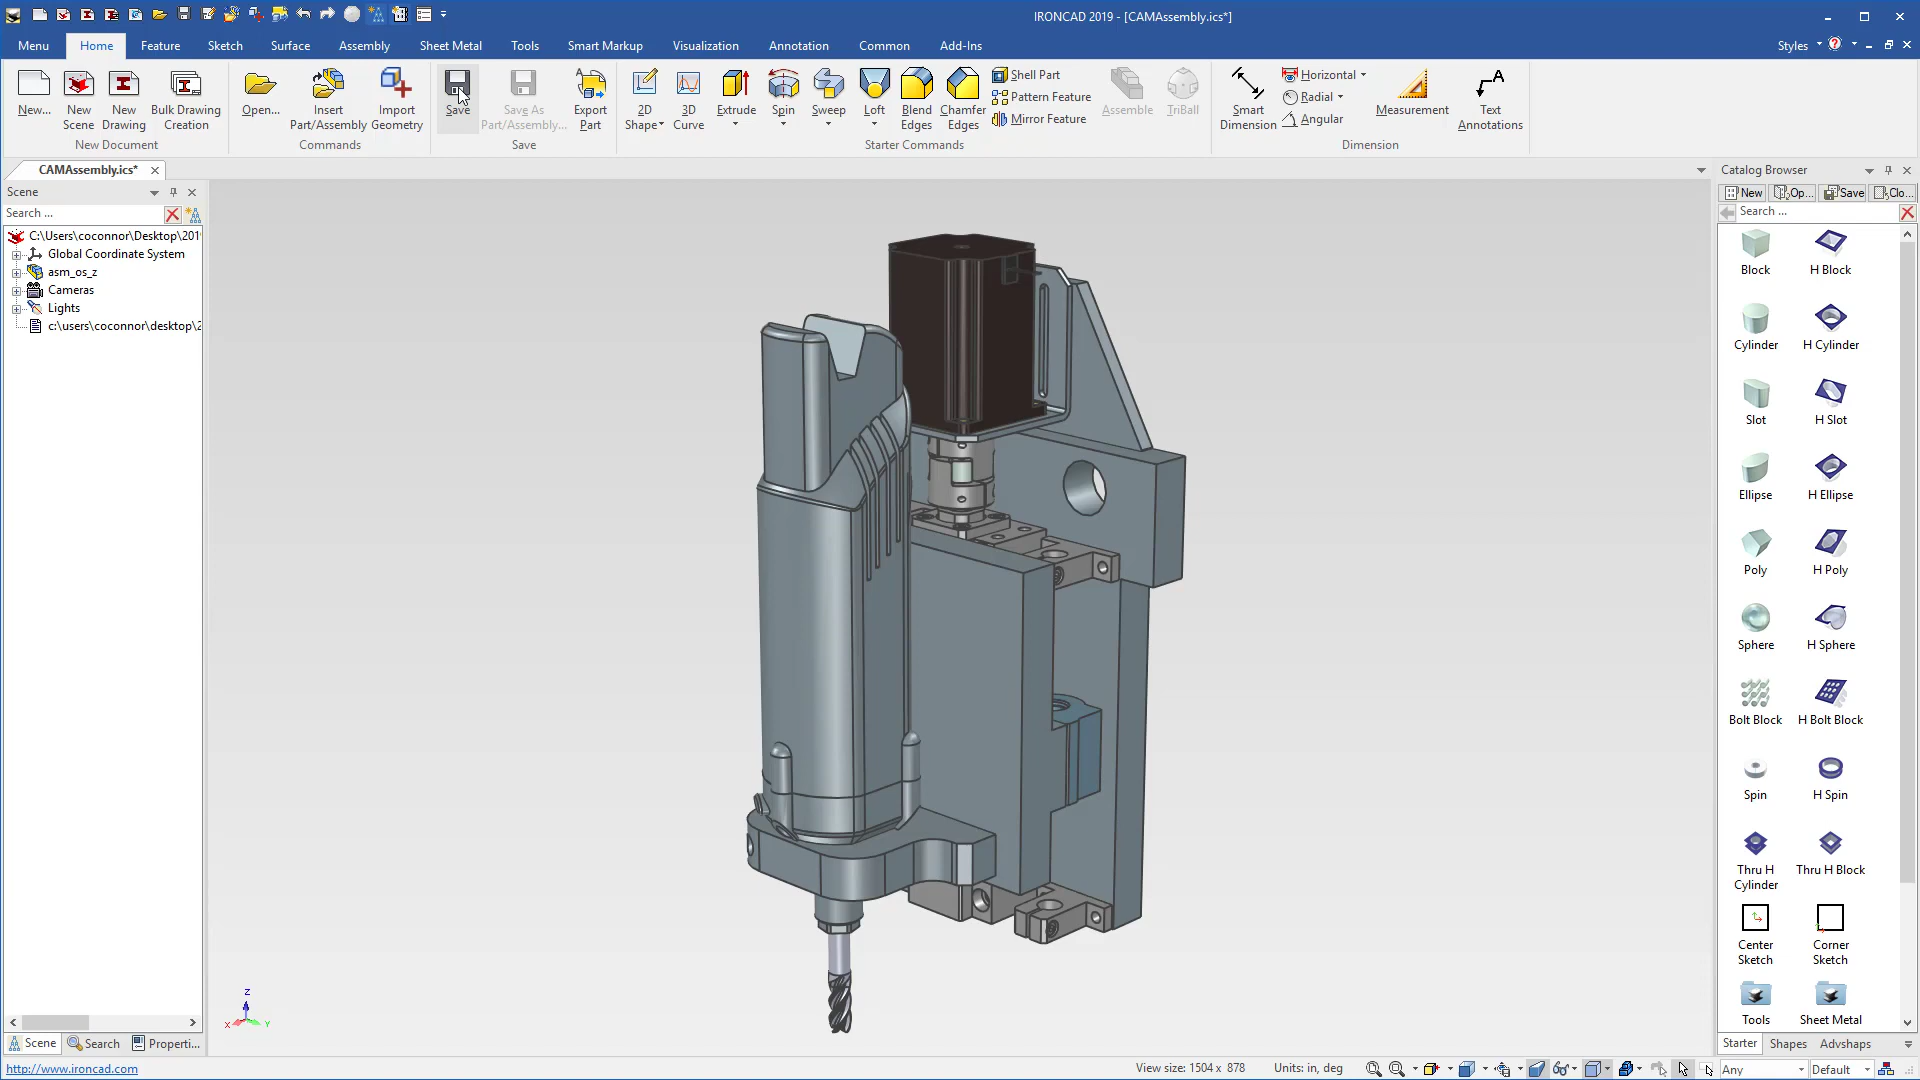 IRONCAD 2019 - [CAMAssembly.ics*]
Menu Home Feature Sketch Surface Assembly Sheet Metal Tools Smart Markup Visualization Annotation Common Add-Ins Styles
New... New Scene New Drawing Bulk Drawing Creation
New Document
Open... Insert Part/Assembly Import Geometry
Commands
Save Save As Part/Assembly... Export Part
Save
2D Shape 3D Curve Extrude Spin Sweep Loft Blend Edges Chamfer Edges
Shell Part
Pattern Feature
Mirror Feature
Assemble TriBall
Starter Commands
Smart Dimension
Horizontal
Radial
Angular
Measurement Text Annotations
Dimension
CAMAssembly.ics*
Scene
Search ...
C:\Users\coconnor\Desktop\201
Global Coordinate System
asm_os_z
Cameras
Lights
c:\users\coconnor\desktop\2
Scene Search Properti...
Z
X Y
Catalog Browser
New Op... Save Clo...
Search ...
Block H Block
Cylinder H Cylinder
Slot H Slot
Ellipse H Ellipse
Poly H Poly
Sphere H Sphere
Bolt Block H Bolt Block
Spin H Spin
Thru H Cylinder Thru H Block
Center Sketch Corner Sketch
Tools Sheet Metal
Starter Shapes Advshaps
http://www.ironcad.com
View size: 1504 x 878 Units: in, deg Any Default